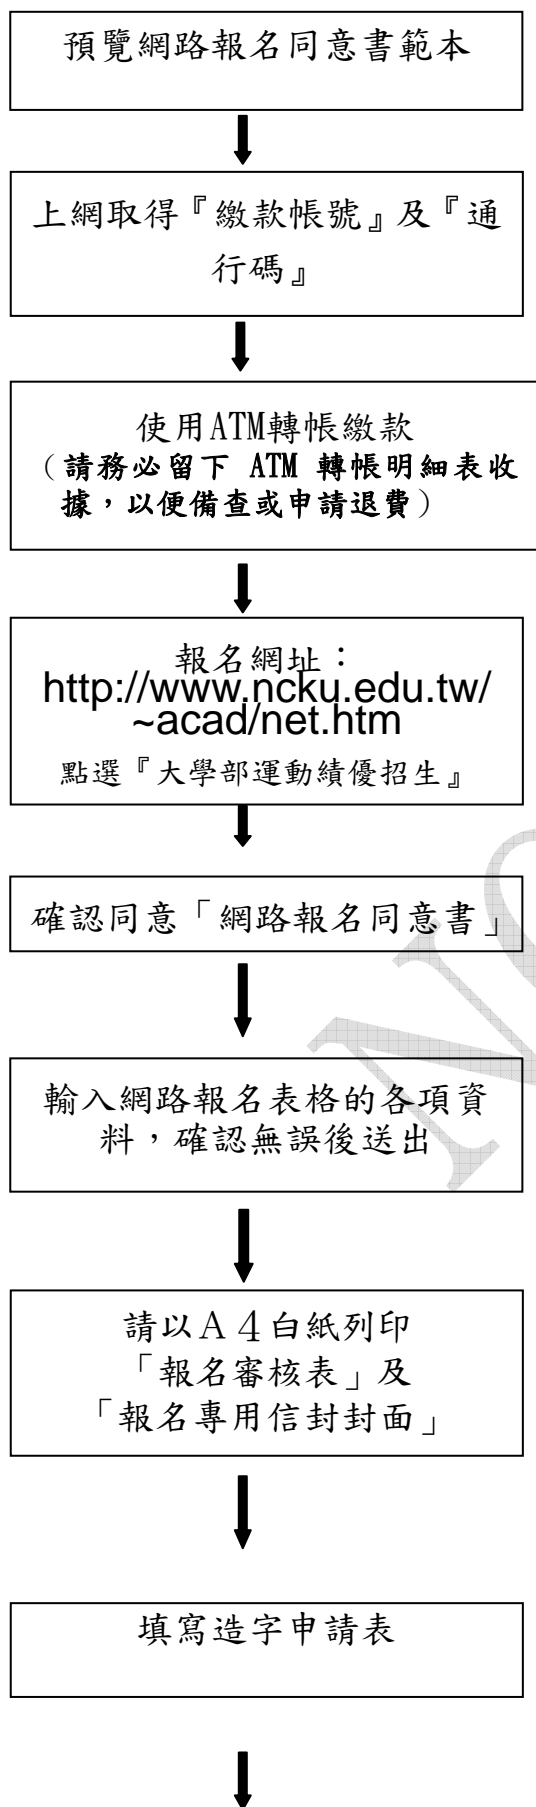 預覽網路報名同意書範本
上網取得『繳款帳號』及『通
行碼』
使用ATM轉帳繳款
（請務必留下 ATM 轉帳明細表收
據，以便備查或申請退費）
報名網址：
http://www.ncku.edu.tw/
~acad/net.htm
點選『大學部運動績優招生』
確認同意「網路報名同意書」
輸入網路報名表格的各項資
料，確認無誤後送出
請以Ａ４白紙列印
「報名審核表」及
「報名專用信封封面」
填寫造字申請表